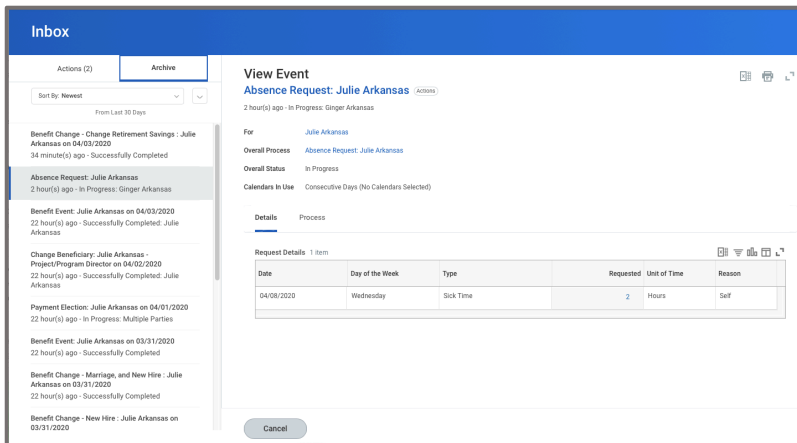 Inbox
Actions (2)
Archive
Sort By: Newest
From Last 30 Days
Benefit Change - Change Retirement Savings : Julie
Arkansas on 04/03/2020
34 minute(s) ago - Successfully Completed
Absence Request: Julie Arkansas
2 hour(s) ago - In Progress: Ginger Arkansas
Benefit Event: Julie Arkansas on 04/03/2020
22 hour(s) ago - Successfully Completed: Julie
Arkansas
Change Beneficiary: Julie Arkansas -
Project/Program Director on 04/02/2020
22 hour(s) ago - Successfully Completed: Julie
Arkansas
Payment Election: Julie Arkansas on 04/01/2020
22 hour(s) ago - In Progress: Multiple Parties
Benefit Event: Julie Arkansas on 03/31/2020
22 hour(s) ago - Successfully Completed
Benefit Change - Marriage, and New Hire : Julie
Arkansas on 03/31/2020
22 hour(s) ago - Successfully Completed
Benefit Change - New Hire : Julie Arkansas on
03/31/2020
View Event
Absence Request: Julie Arkansas Actions
2 hour(s) ago - In Progress: Ginger Arkansas
For Julie Arkansas
Overall Process Absence Request: Julie Arkansas
Overall Status In Progress
Calendars In Use Consecutive Days (No Calendars Selected)
Details Process
Request Details 1 item
Date Day of the Week Type Requested Unit of Time Reason
04/08/2020 Wednesday Sick Time 2 Hours Self
Cancel